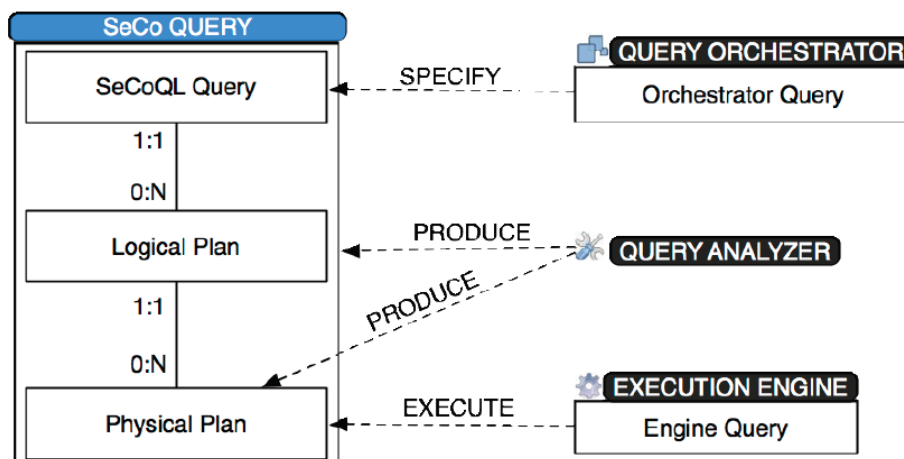 SeCo QUERY
SeCoQL Query
1:1
0:N
Logical Plan
1:1
0:N
Physical Plan
SPECIFY
PRODUCE
PRODUCE
EXECUTE
QUERY ORCHESTRATOR
Orchestrator Query
QUERY ANALYZER
EXECUTION ENGINE
Engine Query